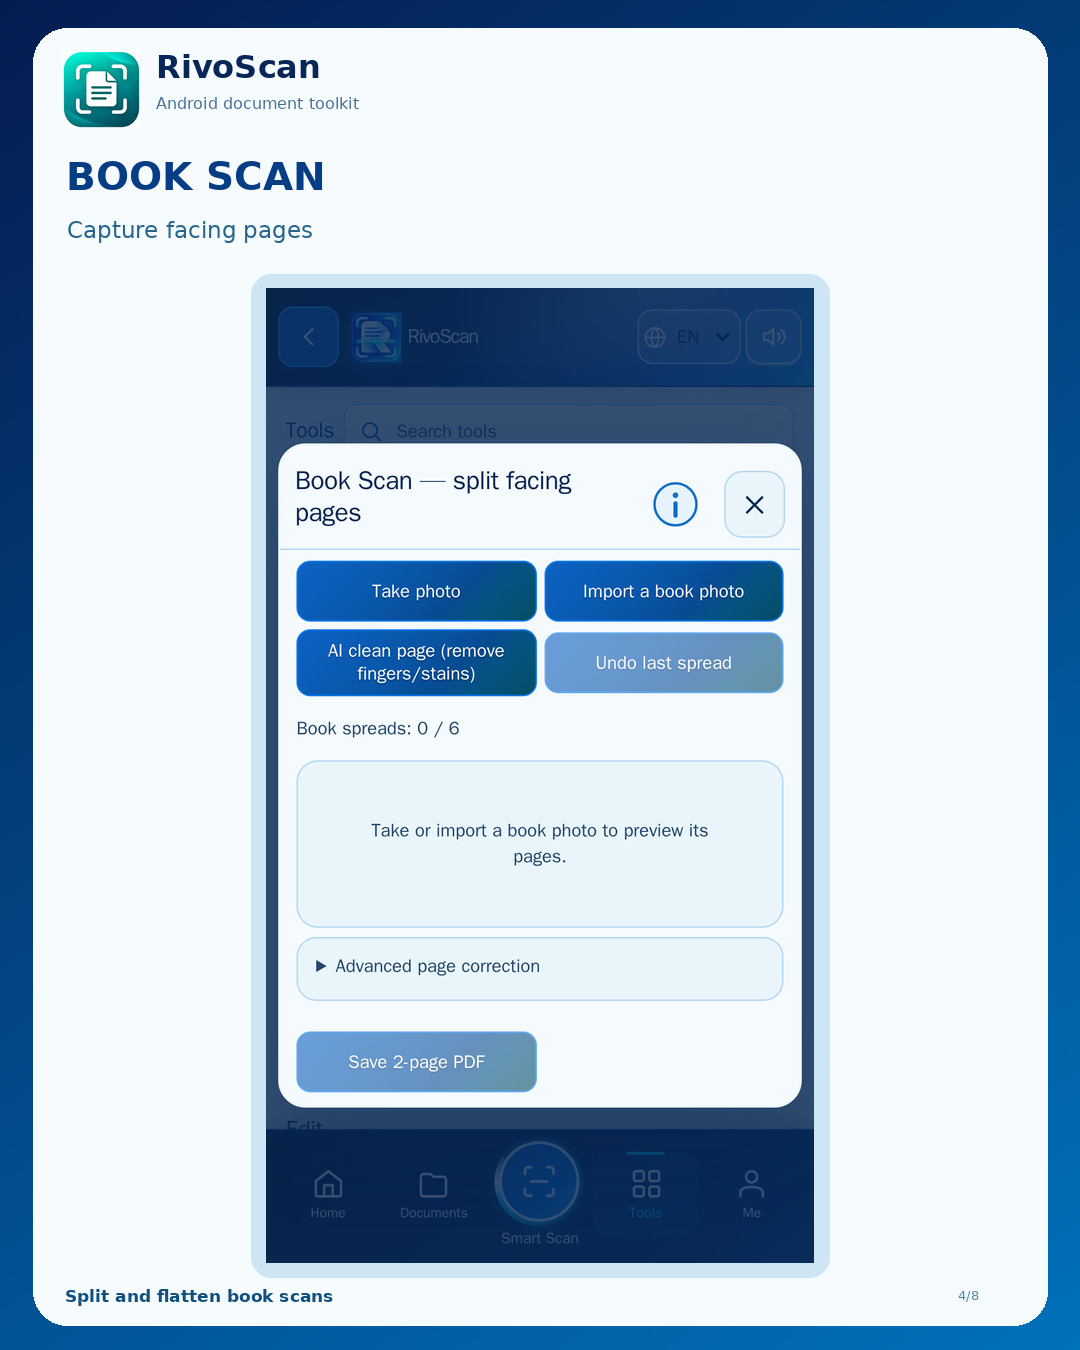 RivoScan
Android document toolkit
BOOK SCAN
Capture facing pages
RivoScan
EN
Tools
Search tools
Book Scan — split facing
pages
Take photo
Import a book photo
AI clean page (remove
fingers/stains)
Undo last spread
Book spreads: 0 / 6
Take or import a book photo to preview its
pages.
Advanced page correction
Save 2-page PDF
Edit
Home
Documents
Smart Scan
Tools
Me
Split and flatten book scans
4/8